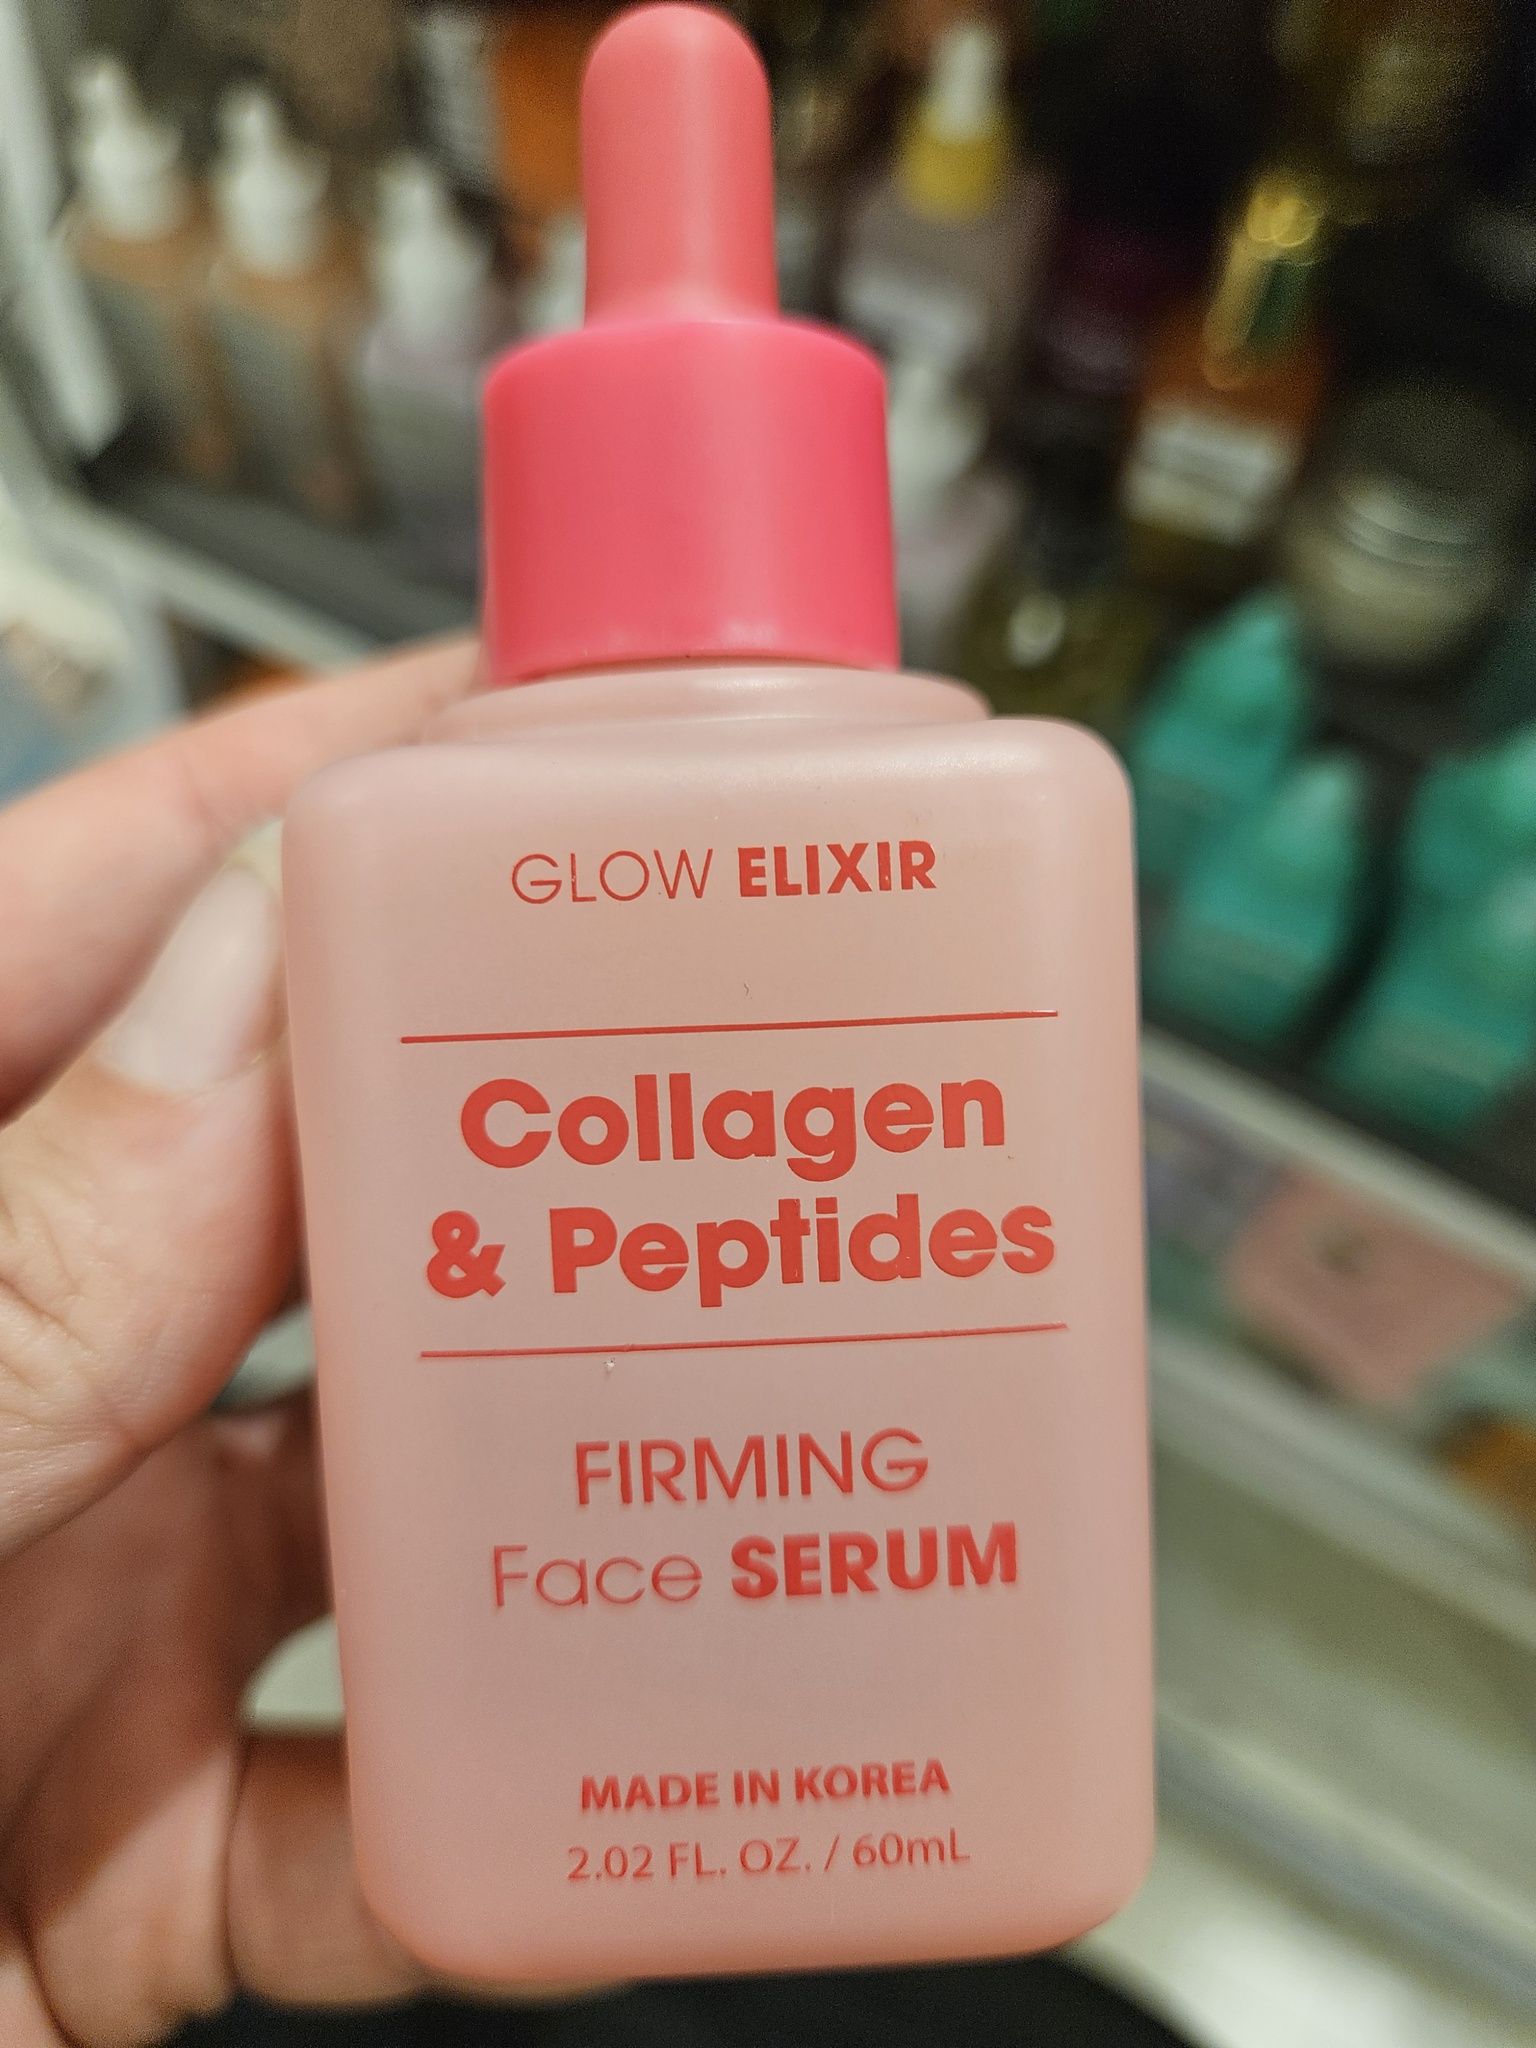 GLOW ELIXIR
Collagen
& Peptides
FIRMING
Face SERUM
MADE IN KOREA
2.02 FL. OZ. / 60mL